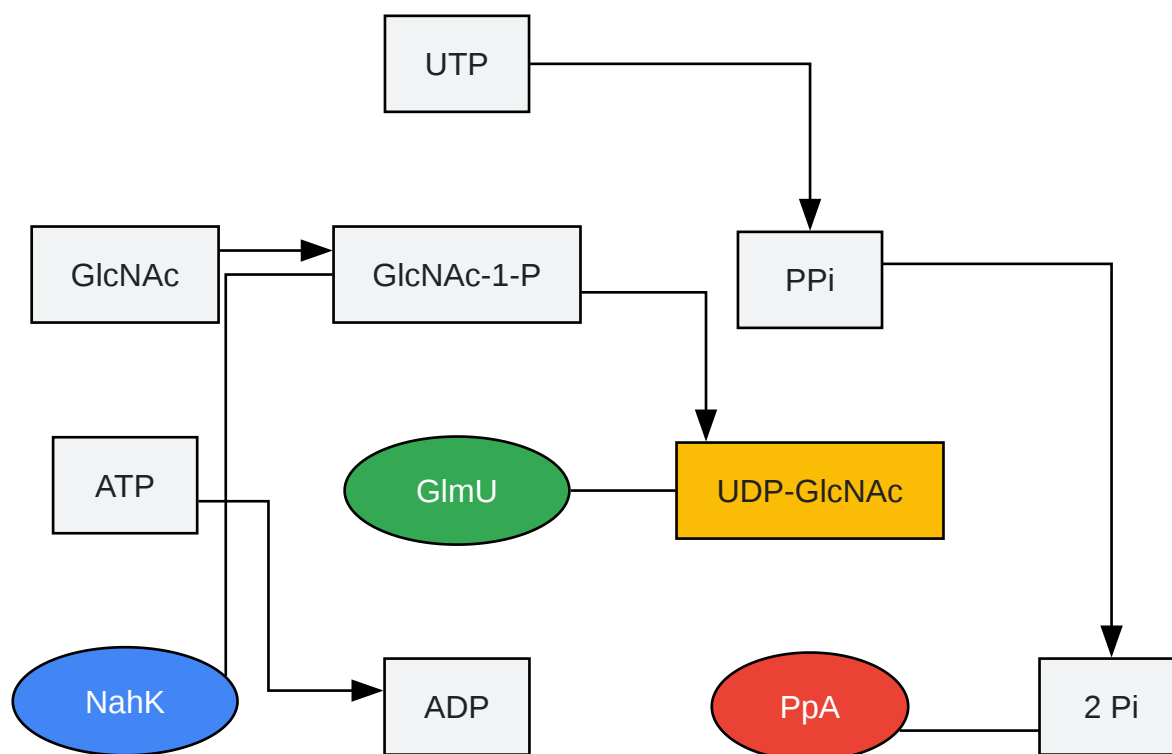 UTP
GlcNAc
GlcNAc-1-P
PPi
ATP
GlmU
UDP-GlcNAc
NahK
ADP
PpA
2 Pi